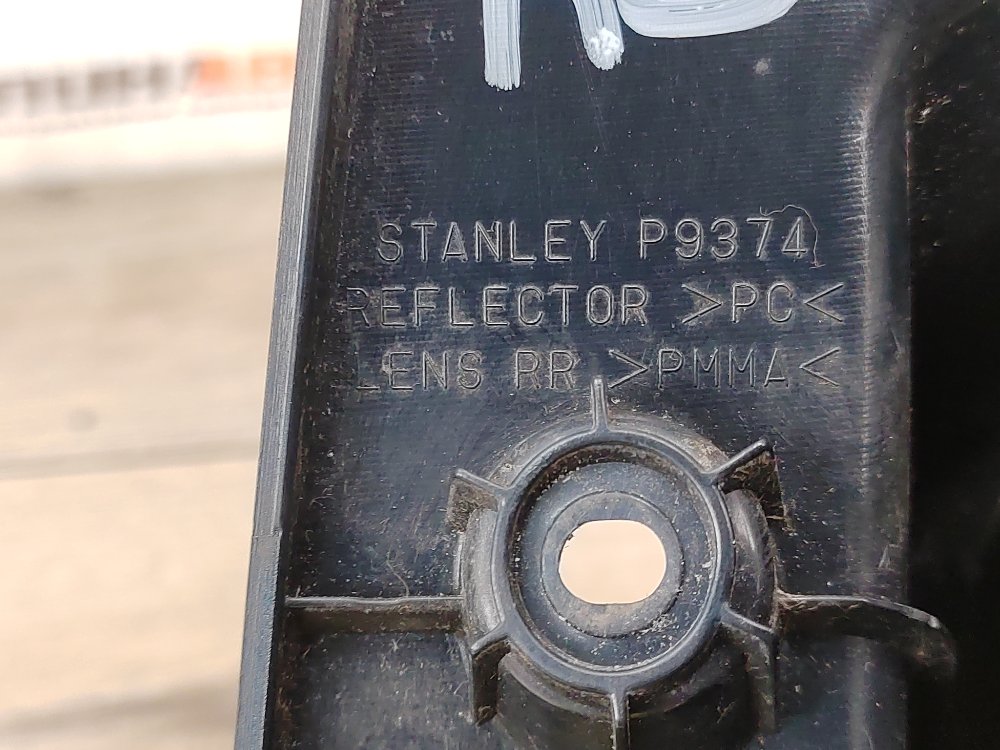 STANLEY P9374
REFLECTOR >PC<
LENS RR >PMMA<